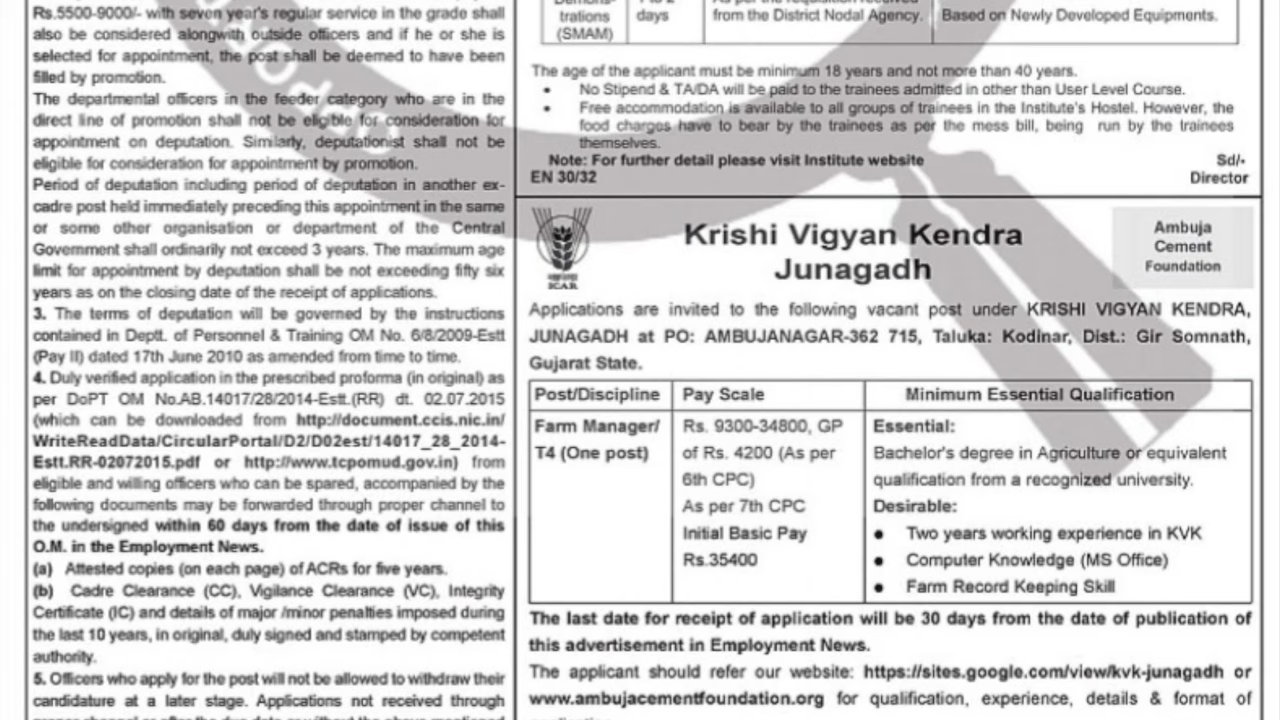 Rs.5500-9000/- with seven year's regular service in the grade shall
also be considered alongwith outside officers and if he or she is
selected for appointment, the post shall be deemed to have been
filled by promotion.
The departmental officers in the feeder category who are in the
direct line of promotion shall not be eligible for consideration for
appointment on deputation. Similarly, deputationist shall not be
eligible for consideration for appointment by promotion.
Period of deputation including period of deputation in another ex-
cadre post held immediately preceding this appointment in the same
or some other organisation or department of the Central
Government shall ordinarily not exceed 3 years. The maximum age
limit for appointment by deputation shall be not exceeding fifty six
years as on the closing date of the receipt of applications.
3. The terms of deputation will be governed by the instructions
contained in Deptt. of Personnel & Training OM No. 6/8/2009-Estt
(Pay II) dated 17th June 2010 as amended from time to time.
4. Duly verified application in the prescribed proforma (in original) as
per DoPT OM No.AB.14017/28/2014-Estt.(RR) dt. 02.07.2015
(which can be downloaded from http://document.ccis.nic.in/
WriteReadData/CircularPortal/D2/D02est/14017_28_2014-
Estt.RR-02072015.pdf or http://www.tcpomud.gov.in) from
eligible and willing officers who can be spared, accompanied by the
following documents may be forwarded through proper channel to
the undersigned within 60 days from the date of issue of this
O.M. in the Employment News.
(a) Attested copies (on each page) of ACRs for five years.
(b) Cadre Clearance (CC), Vigilance Clearance (VC), Integrity
Certificate (IC) and details of major /minor penalties imposed during
the last 10 years, in original, duly signed and stamped by competent
authority.
5. Officers who apply for the post will not be allowed to withdraw their
candidature at a later stage. Applications not received through
trations
(SMAM)
days
from the District Nodal Agency.
Based on Newly Developed Equipments.
The age of the applicant must be minimum 18 years and not more than 40 years.
• No Stipend & TA/DA will be paid to the trainees admitted in other than User Level Course.
• Free accommodation is available to all groups of trainees in the Institute's Hostel. However, the
food charges have to bear by the trainees as per the mess bill, being run by the trainees
themselves.
Note: For further detail please visit Institute website
Sd/-
EN 30/32
Director
ICAR
Krishi Vigyan Kendra
Junagadh
Ambuja
Cement
Foundation
Applications are invited to the following vacant post under KRISHI VIGYAN KENDRA,
JUNAGADH at PO: AMBUJANAGAR-362 715, Taluka: Kodinar, Dist.: Gir Somnath,
Gujarat State.
Post/Discipline
Pay Scale
Minimum Essential Qualification
Farm Manager/
T4 (One post)
Rs. 9300-34800, GP
of Rs. 4200 (As per
6th CPC)
As per 7th CPC
Initial Basic Pay
Rs.35400
Essential:
Bachelor's degree in Agriculture or equivalent
qualification from a recognized university.
Desirable:
• Two years working experience in KVK
• Computer Knowledge (MS Office)
• Farm Record Keeping Skill
The last date for receipt of application will be 30 days from the date of publication of
this advertisement in Employment News.
The applicant should refer our website: https://sites.google.com/view/kvk-junagadh or
www.ambujacementfoundation.org for qualification, experience, details & format of